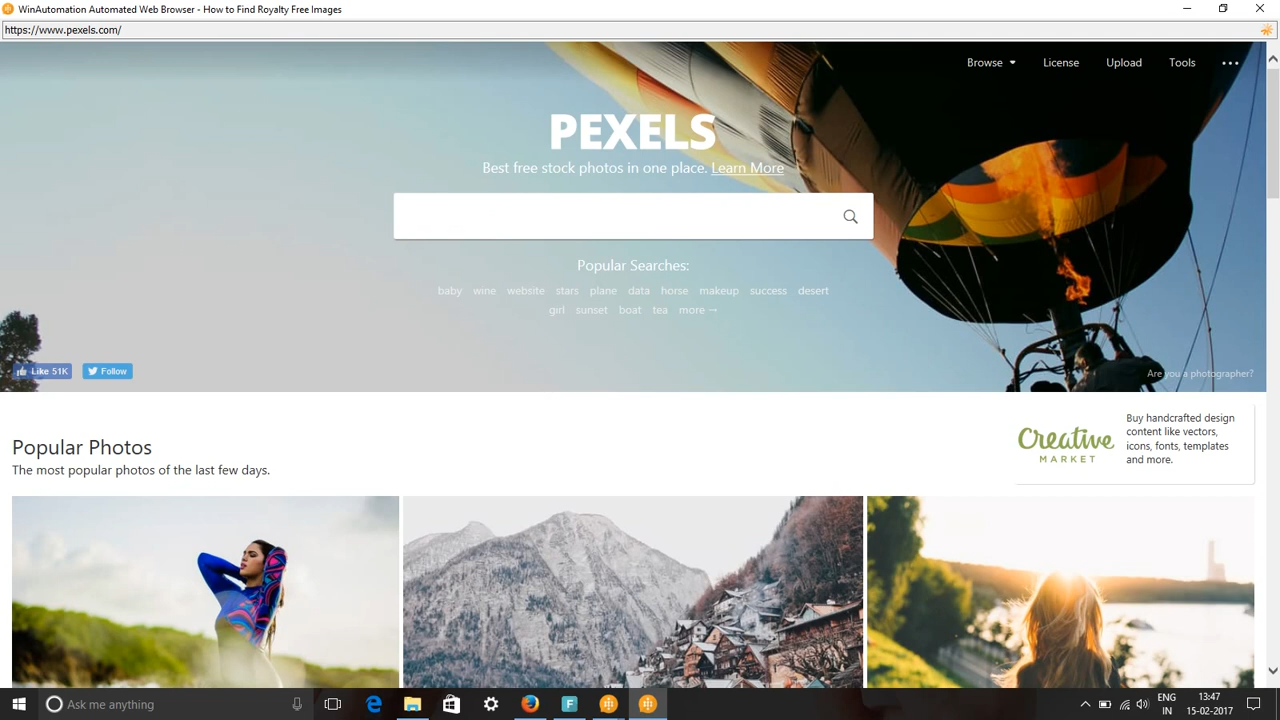 WinAutomation Automated Web Browser - How to Find Royalty Free Images
https://www.pexels.com/
Browse License Upload Tools
PEXELS
Best free stock photos in one place. Learn More
Popular Searches:
baby wine website stars plane data horse makeup success desert
girl sunset boat tea more →
Like 51K Follow
Are you a photographer?
Popular Photos
The most popular photos of the last few days.
Creative
MARKET
Buy handcrafted design
content like vectors,
icons, fonts, templates
and more.
Ask me anything
F
ENG
IN
13:47
15-02-2017